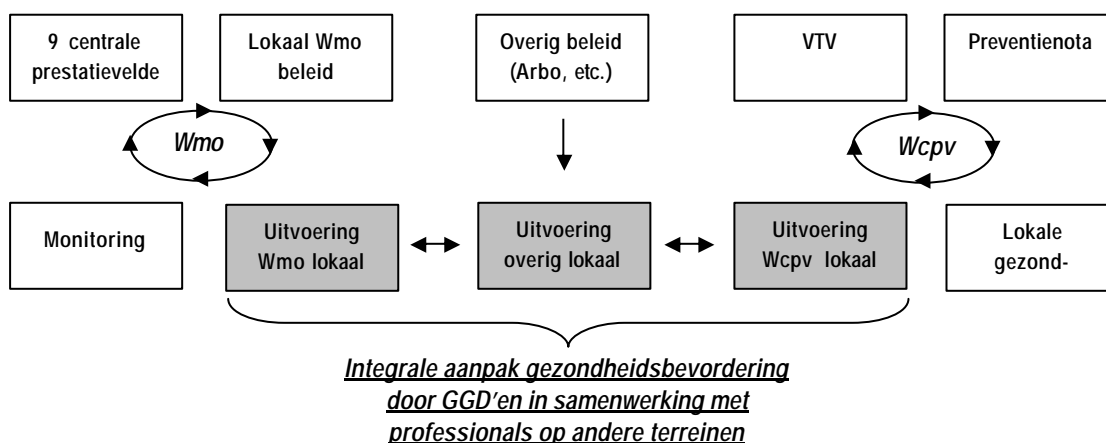 9 centrale
prestatievelde
Lokaal Wmo
beleid
Overig beleid
(Arbo, etc.)
VTV
Preventienota
Wmo
Wcpv
Monitoring
Uitvoering
Wmo lokaal
Uitvoering
overig lokaal
Uitvoering
Wcpv lokaal
Lokale
gezond-
Integrale aanpak gezondheidsbevordering
door GGD'en in samenwerking met
professionals op andere terreinen